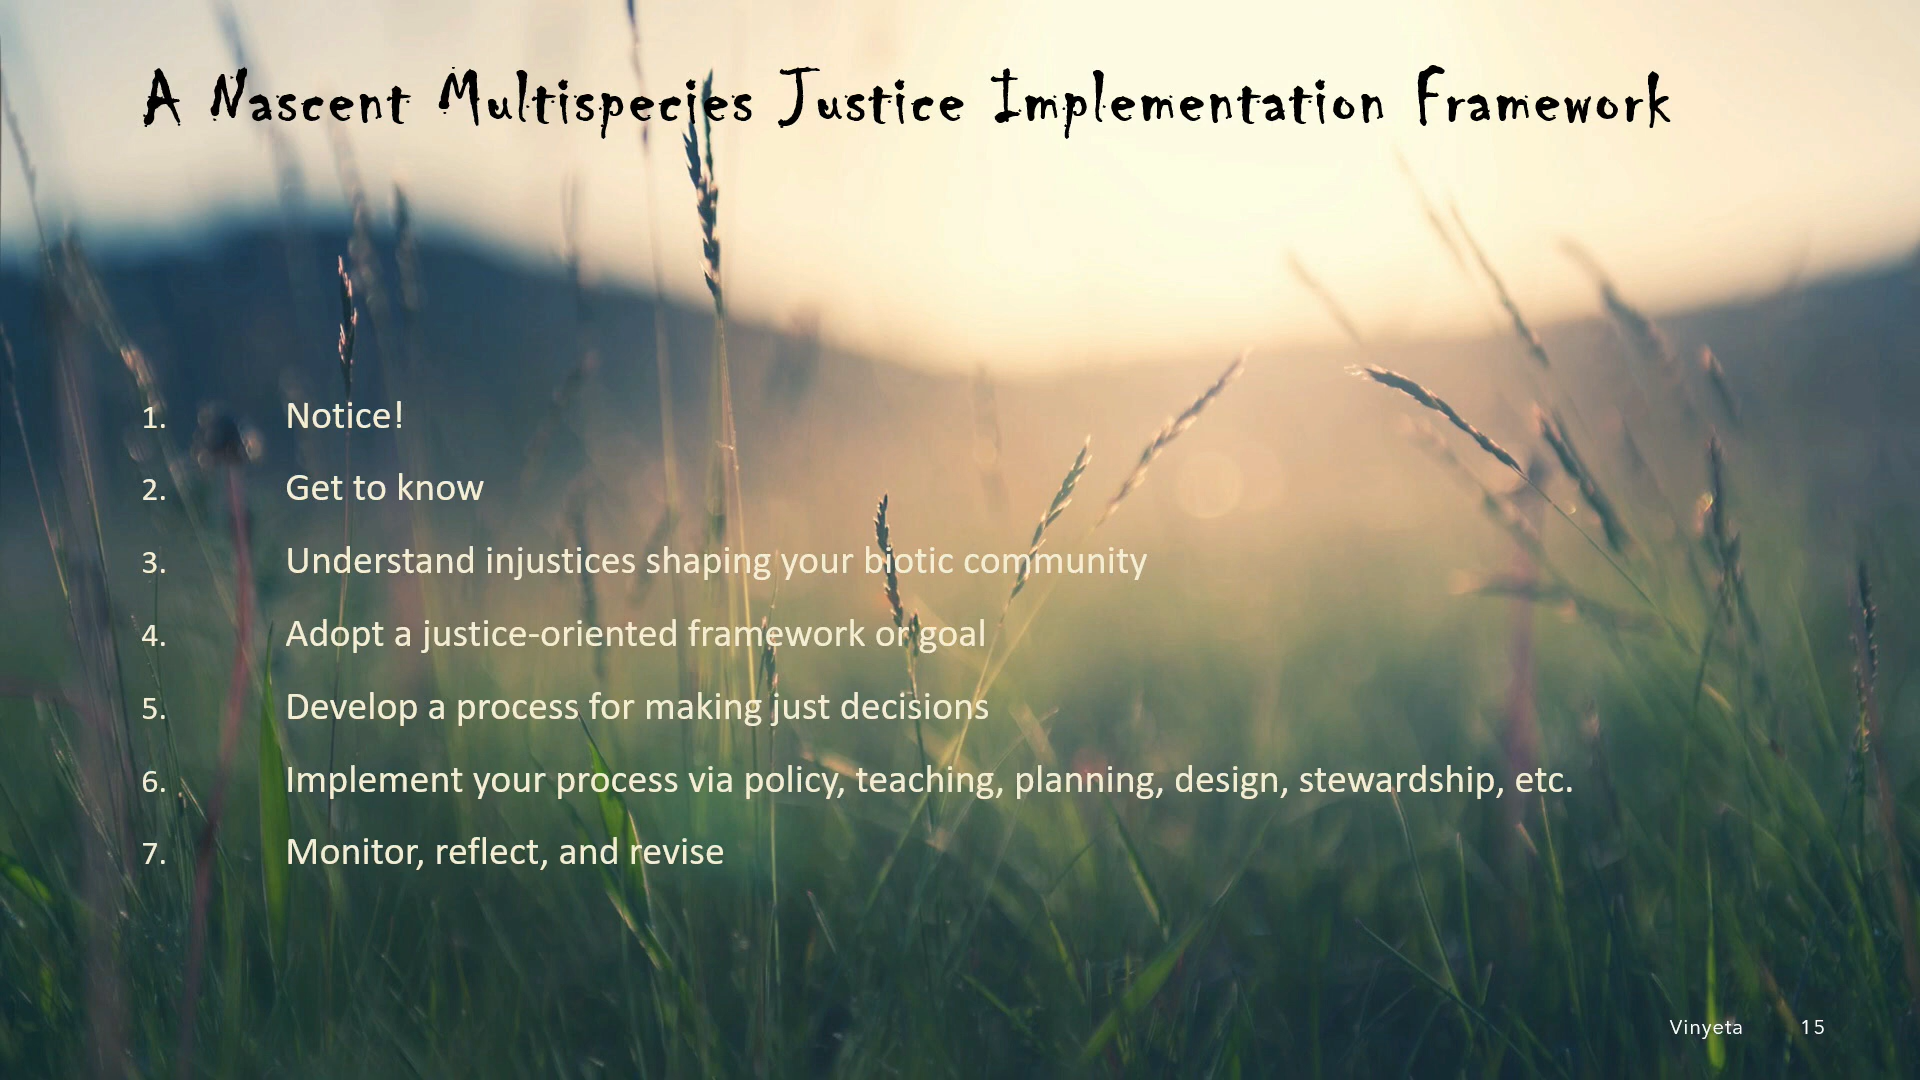 A Nascent Multispecies Justice Implementation Framework
1. Notice!
2. Get to know
3. Understand injustices shaping your biotic community
4. Adopt a justice-oriented framework or goal
5. Develop a process for making just decisions
6. Implement your process via policy, teaching, planning, design, stewardship, etc.
7. Monitor, reflect, and revise
Vinyeta 15